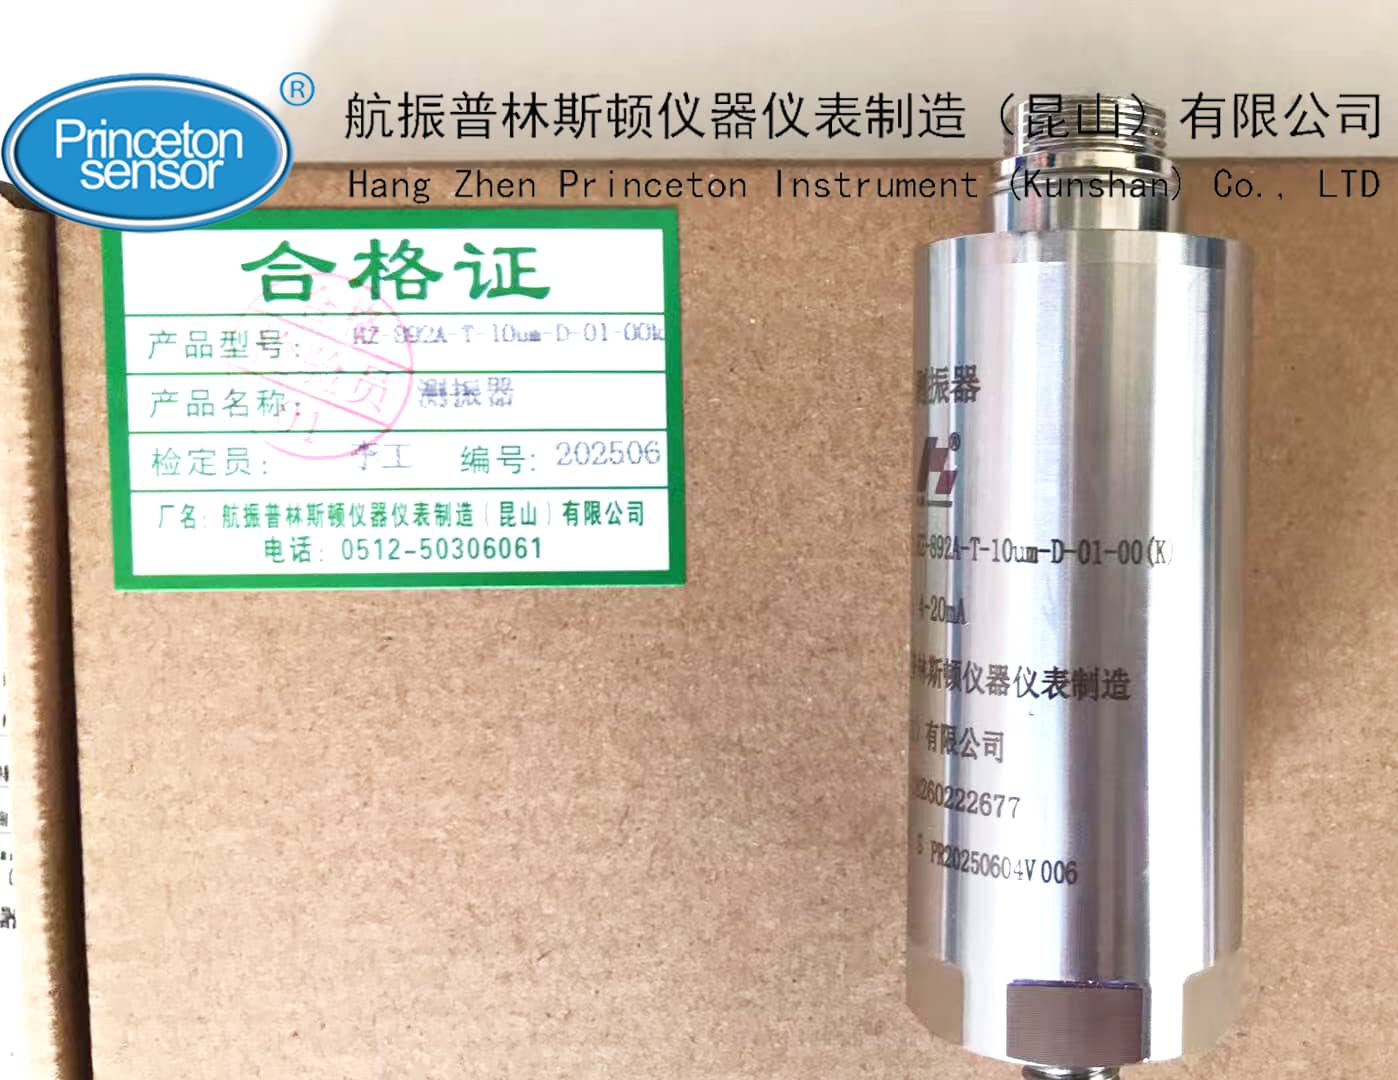 Princeton
sensor
®
航振普林斯顿仪器仪表制造（昆山）有限公司
Hang Zhen Princeton Instrument (Kunshan) Co., LTD
合格证
产品型号: HZ-892A-T-10um-D-01-00k
产品名称: 测振器
检定员: 李工 编号: 202506
厂名: 航振普林斯顿仪器仪表制造（昆山）有限公司
电话: 0512-50306061
测振器
®
HZ-892A-T-10um-D-01-00(K)
4-20mA
林斯顿仪器仪表制造
有限公司
260222677
S PR20250604V006